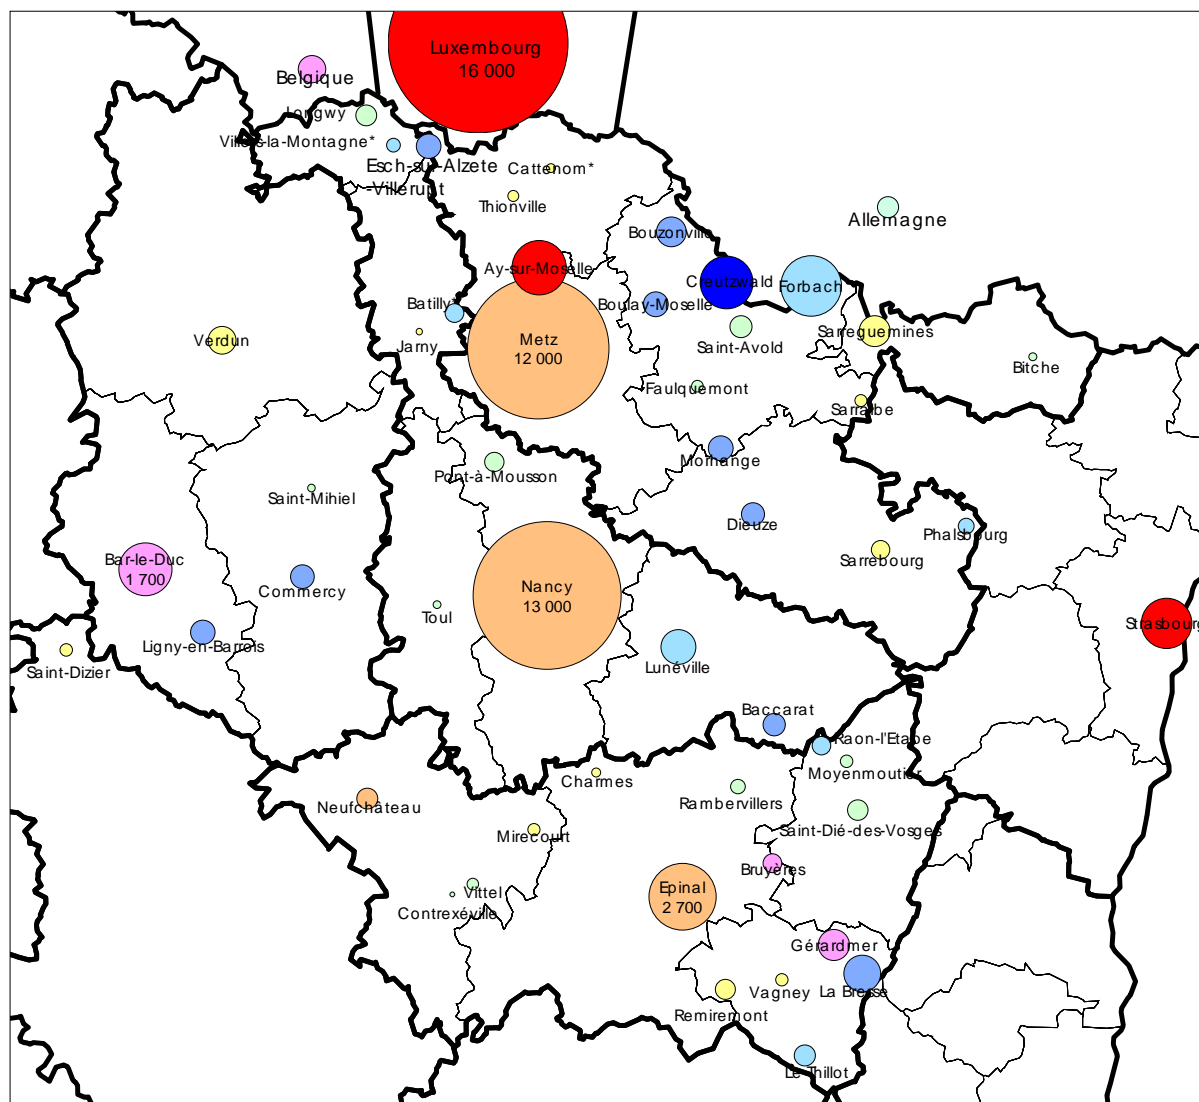 Luxembourg
16 000
Belgique
Longwy
Villers-la-Montagne*
Esch-sur-Alzete
-Villerupt
Cattenom*
Thionville
Allemagne
Bouzonville
Ay-sur-Moselle
Creutzwald
Forbach
Batilly*
Boulay-Moselle
Verdun
Jarny
Metz
12 000
Saint-Avold
Sarreguemines
Bitche
Faulquemont
Sarralbe
Morhange
Pont-à-Mousson
Saint-Mihiel
Dieuze
Phalsbourg
Bar-le-Duc
1 700
Sarrebourg
Commercy
Nancy
13 000
Toul
Strasbourg
Ligny-en-Barrois
Saint-Dizier
Lunéville
Baccarat
Raon-l'Etape
Moyenmoutier
Charmes
Neufchâteau
Rambervillers
Mirecourt
Saint-Dié-des-Vosges
Bruyères
Vittel
Contrexéville
Epinal
2 700
Gérardmer
La Bresse
Vagney
Remiremont
Le-Thillot